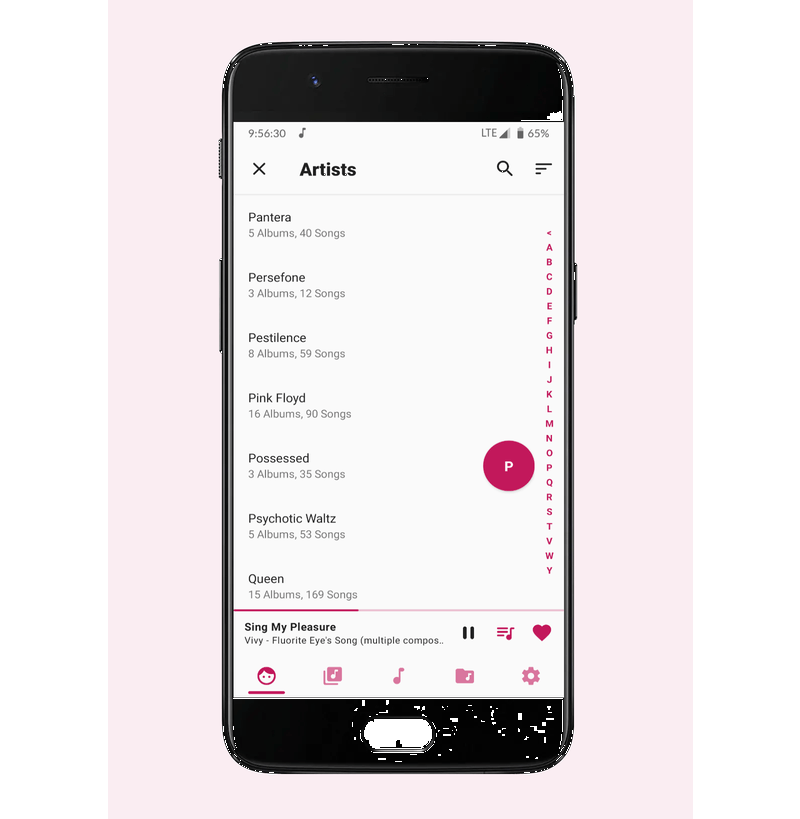 9:56:30 LTE 65%
Artists
Pantera
5 Albums, 40 Songs
Persefone
3 Albums, 12 Songs
Pestilence
8 Albums, 59 Songs
Pink Floyd
16 Albums, 90 Songs
Possessed
3 Albums, 35 Songs
Psychotic Waltz
5 Albums, 53 Songs
Queen
15 Albums, 169 Songs
P
<
A
B
C
D
E
F
G
H
I
J
K
L
M
N
O
P
Q
R
S
T
V
W
Y
Sing My Pleasure
Vivy - Fluorite Eye's Song (multiple compos..